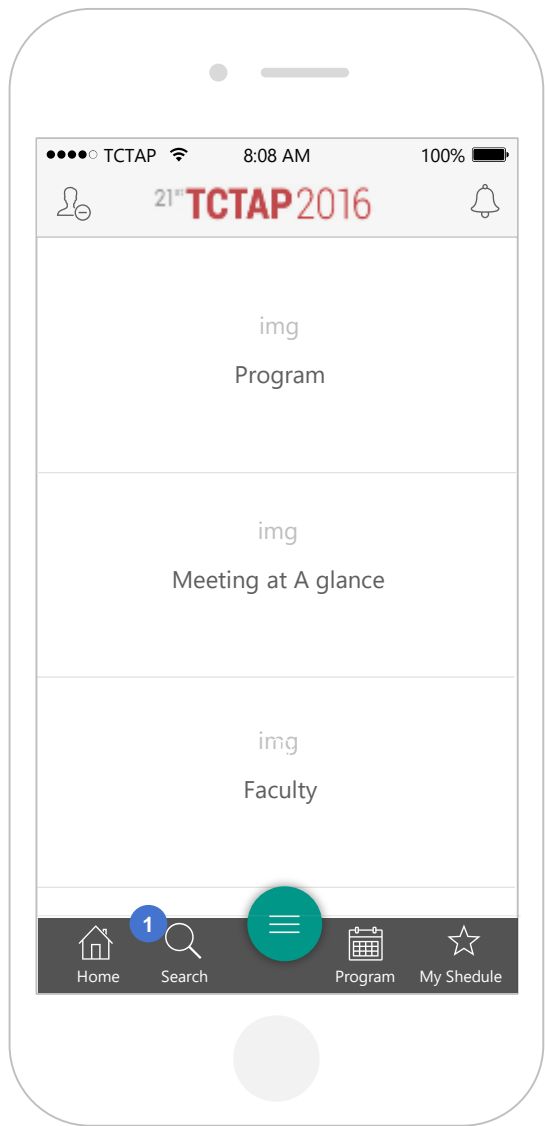 TCTAP 8:08 AM 100%
21st TCTAP 2016
img
Program
img
Meeting at A glance
img
Faculty
1
Home Search Program My Shedule